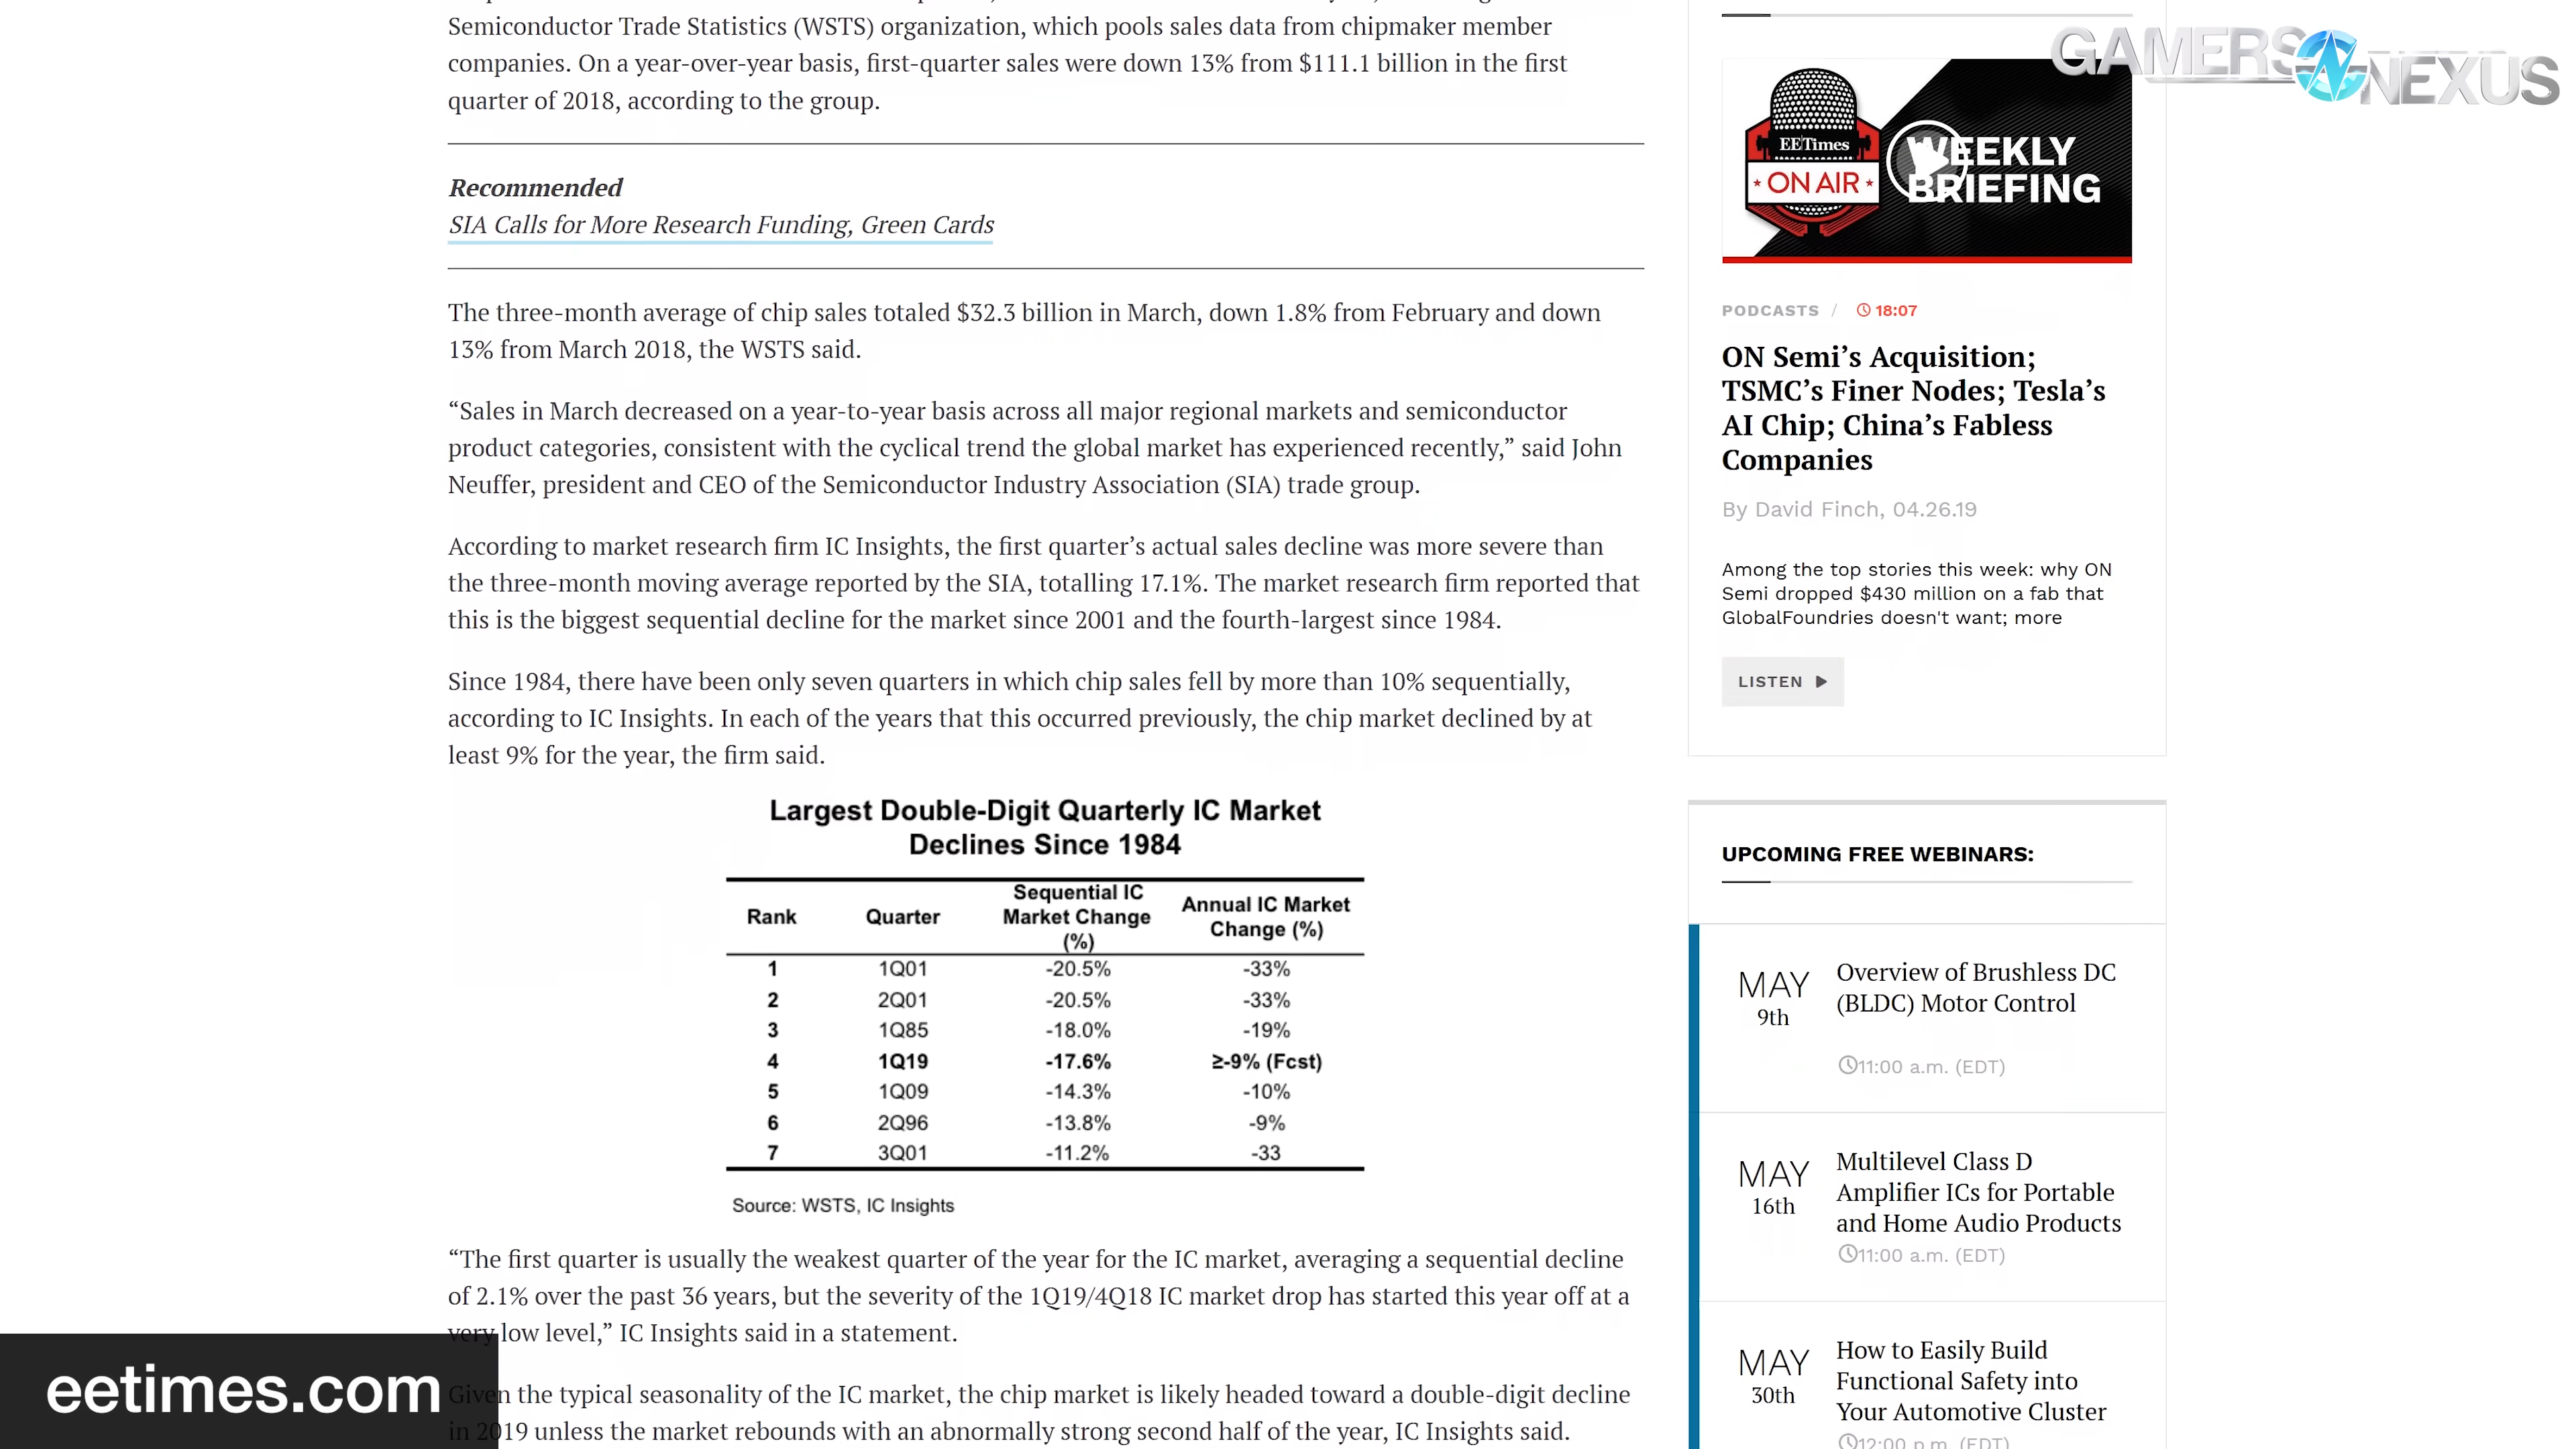 Semiconductor Trade Statistics (WSTS) organization, which pools sales data from chipmaker member
companies. On a year-over-year basis, first-quarter sales were down 13% from $111.1 billion in the first
quarter of 2018, according to the group.
Recommended
SIA Calls for More Research Funding, Green Cards
The three-month average of chip sales totaled $32.3 billion in March, down 1.8% from February and down
13% from March 2018, the WSTS said.
“Sales in March decreased on a year-to-year basis across all major regional markets and semiconductor
product categories, consistent with the cyclical trend the global market has experienced recently,” said John
Neuffer, president and CEO of the Semiconductor Industry Association (SIA) trade group.
According to market research firm IC Insights, the first quarter’s actual sales decline was more severe than
the three-month moving average reported by the SIA, totalling 17.1%. The market research firm reported that
this is the biggest sequential decline for the market since 2001 and the fourth-largest since 1984.
Since 1984, there have been only seven quarters in which chip sales fell by more than 10% sequentially,
according to IC Insights. In each of the years that this occurred previously, the chip market declined by at
least 9% for the year, the firm said.
Largest Double-Digit Quarterly IC Market
Declines Since 1984
Rank Quarter Sequential IC Market Change (%) Annual IC Market Change (%)
1 1Q01 -20.5% -33%
2 2Q01 -20.5% -33%
3 1Q85 -18.0% -19%
4 1Q19 -17.6% ≥-9% (Fcst)
5 1Q09 -14.3% -10%
6 2Q96 -13.8% -9%
7 3Q01 -11.2% -33
Source: WSTS, IC Insights
“The first quarter is usually the weakest quarter of the year for the IC market, averaging a sequential decline
of 2.1% over the past 36 years, but the severity of the 1Q19/4Q18 IC market drop has started this year off at a
very low level,” IC Insights said in a statement.
Given the typical seasonality of the IC market, the chip market is likely headed toward a double-digit decline
in 2019 unless the market rebounds with an abnormally strong second half of the year, IC Insights said.
eetimes.com
GAMERS NEXUS
EETimes
ON AIR
WEEKLY
BRIEFING
PODCASTS / 18:07
ON Semi’s Acquisition;
TSMC’s Finer Nodes; Tesla’s
AI Chip; China’s Fabless
Companies
By David Finch, 04.26.19
Among the top stories this week: why ON
Semi dropped $430 million on a fab that
GlobalFoundries doesn't want; more
LISTEN
UPCOMING FREE WEBINARS:
MAY
9th
Overview of Brushless DC
(BLDC) Motor Control
11:00 a.m. (EDT)
MAY
16th
Multilevel Class D
Amplifier ICs for Portable
and Home Audio Products
11:00 a.m. (EDT)
MAY
30th
How to Easily Build
Functional Safety into
Your Automotive Cluster
12:00 p.m. (EDT)